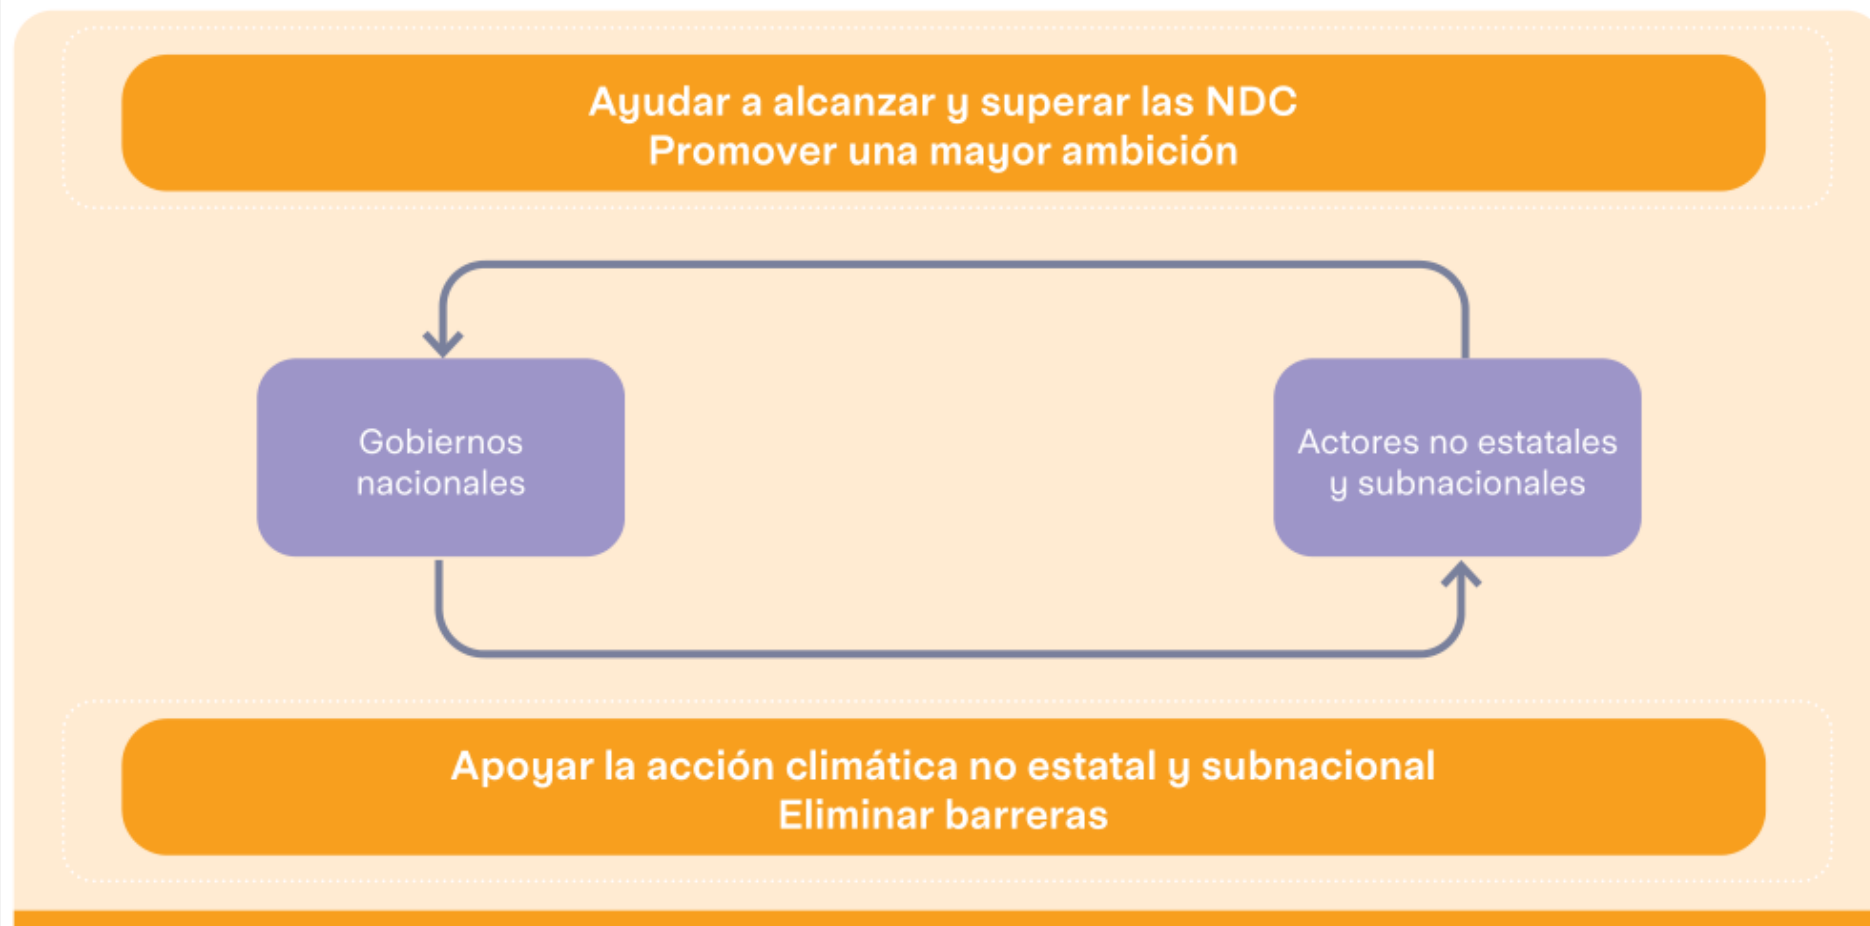 Ayudar a alcanzar y superar las NDC
Promover una mayor ambición
Gobiernos
nacionales
Actores no estatales
y subnacionales
Apoyar la acción climática no estatal y subnacional
Eliminar barreras